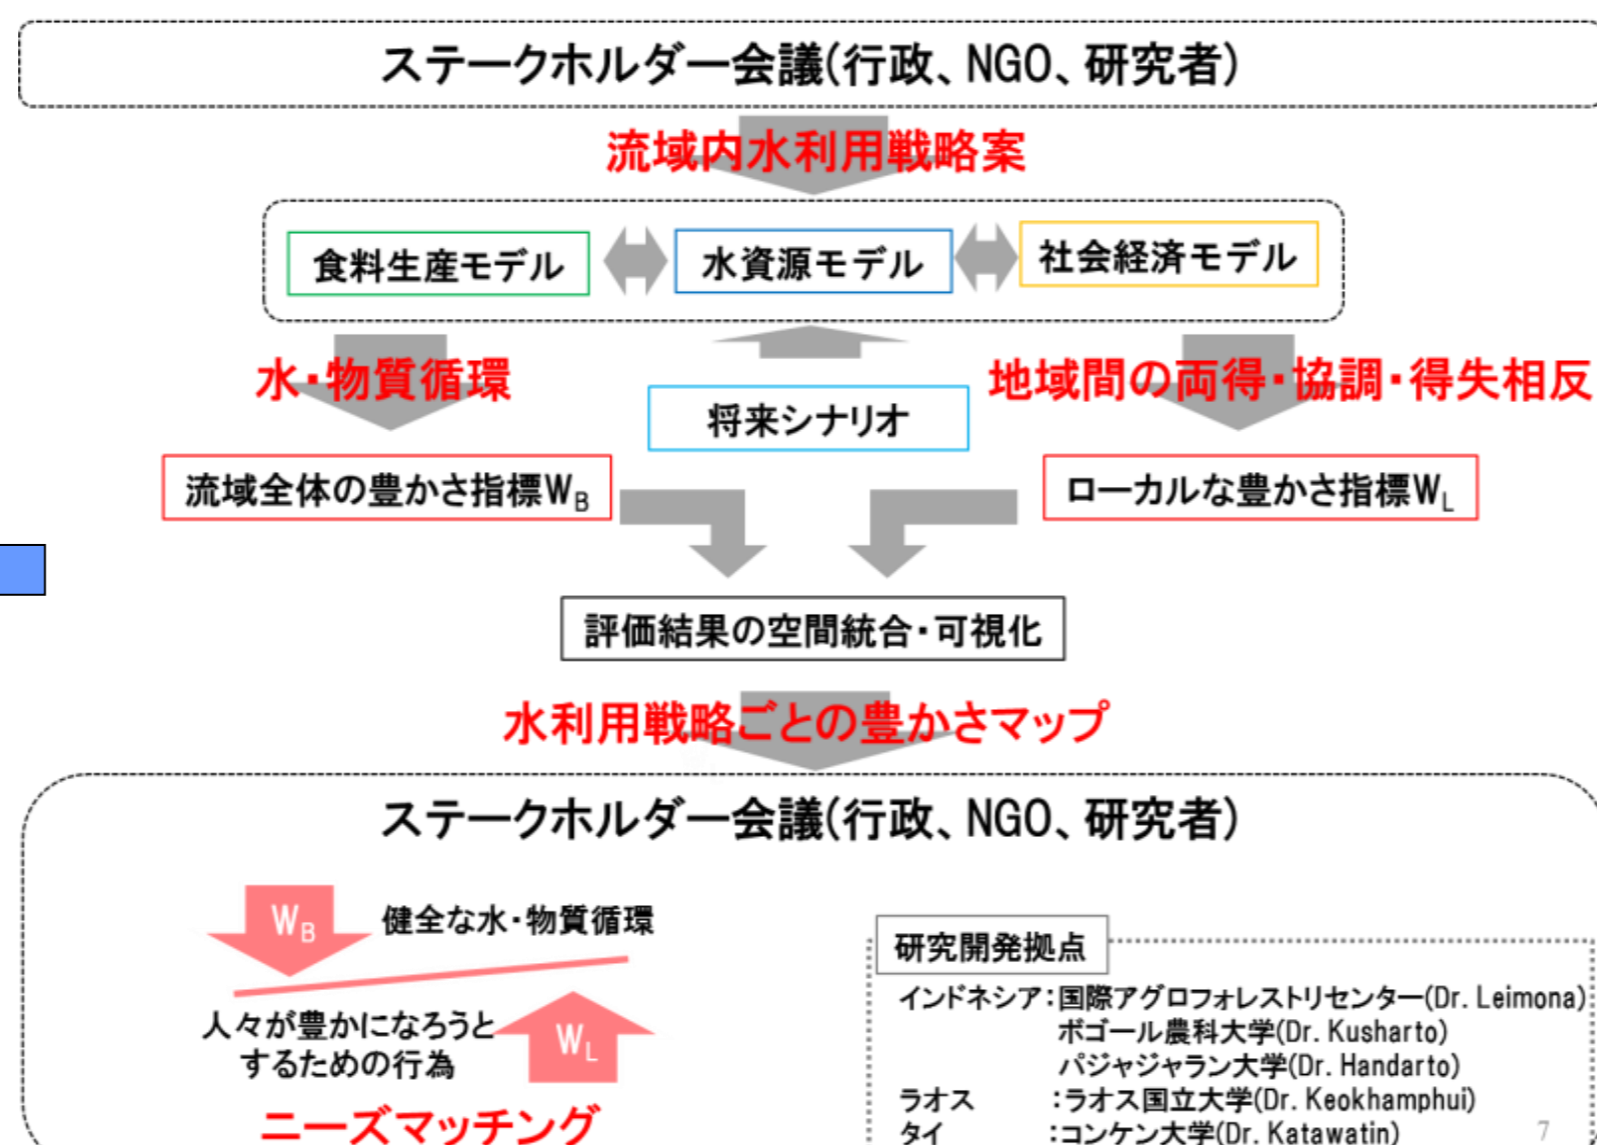 ステークホルダー会議(行政、NGO、研究者)
流域内水利用戦略案
食料生産モデル
水資源モデル
社会経済モデル
水・物質循環
地域間の両得・協調・得失相反
将来シナリオ
流域全体の豊かさ指標WB
ローカルな豊かさ指標WL
評価結果の空間統合・可視化
水利用戦略ごとの豊かさマップ
ステークホルダー会議(行政、NGO、研究者)
WB
健全な水・物質循環
人々が豊かになろうと
するための行為
WL
ニーズマッチング
研究開発拠点
インドネシア:国際アグロフォレストリセンター(Dr. Leimona)
ボゴール農科大学(Dr. Kusharto)
パジャジャラン大学(Dr. Handarto)
ラオス :ラオス国立大学(Dr. Keokhamphui)
タイ :コンケン大学(Dr. Katawatin)
7